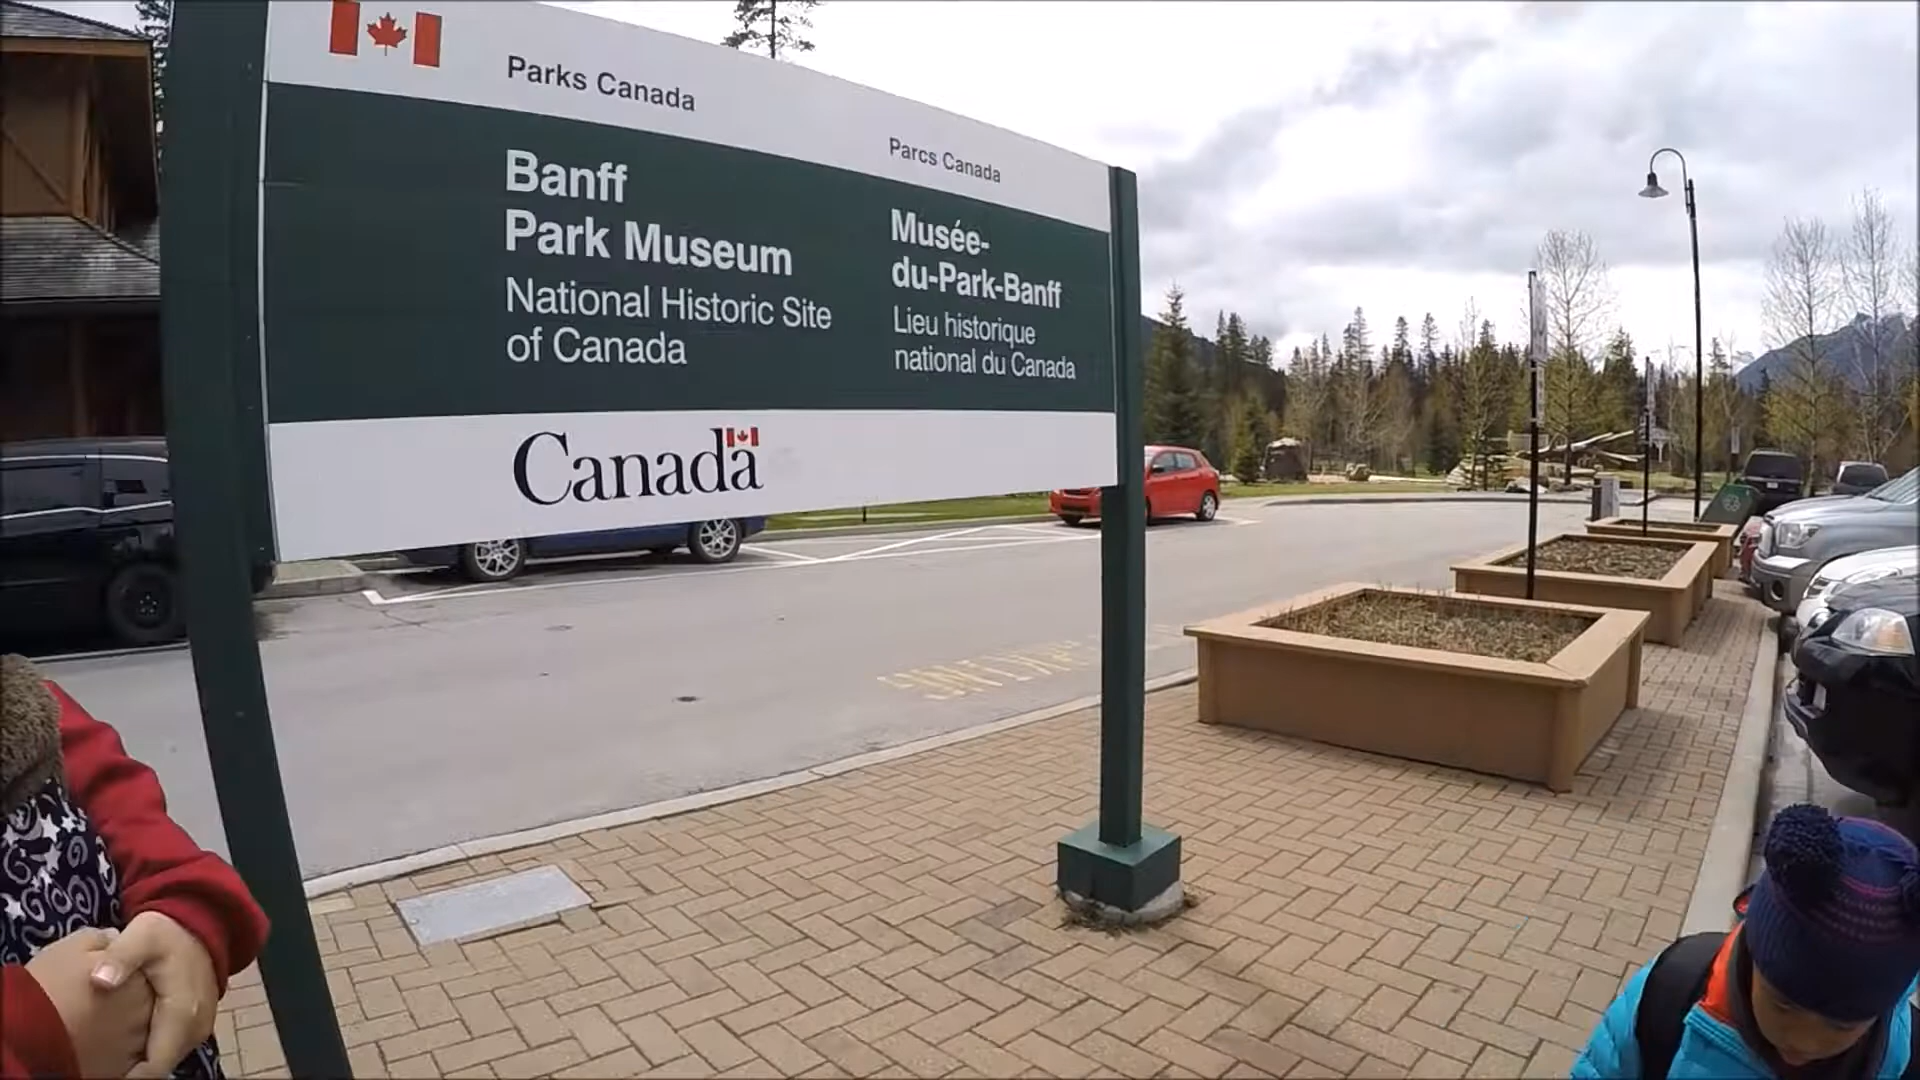 Parks Canada
Parcs Canada
Banff
Park Museum
National Historic Site
of Canada
Musée-
du-Park-Banff
Lieu historique
national du Canada
Canada